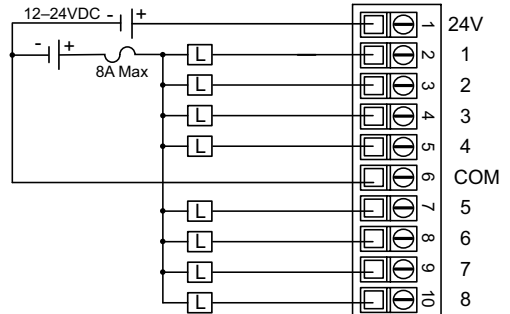 12–24VDC - + 1 24V
- + L 2 1
8A Max
L 3 2
L 4 3
L 5 4
6 COM
L 7 5
L 8 6
L 9 7
L 10 8